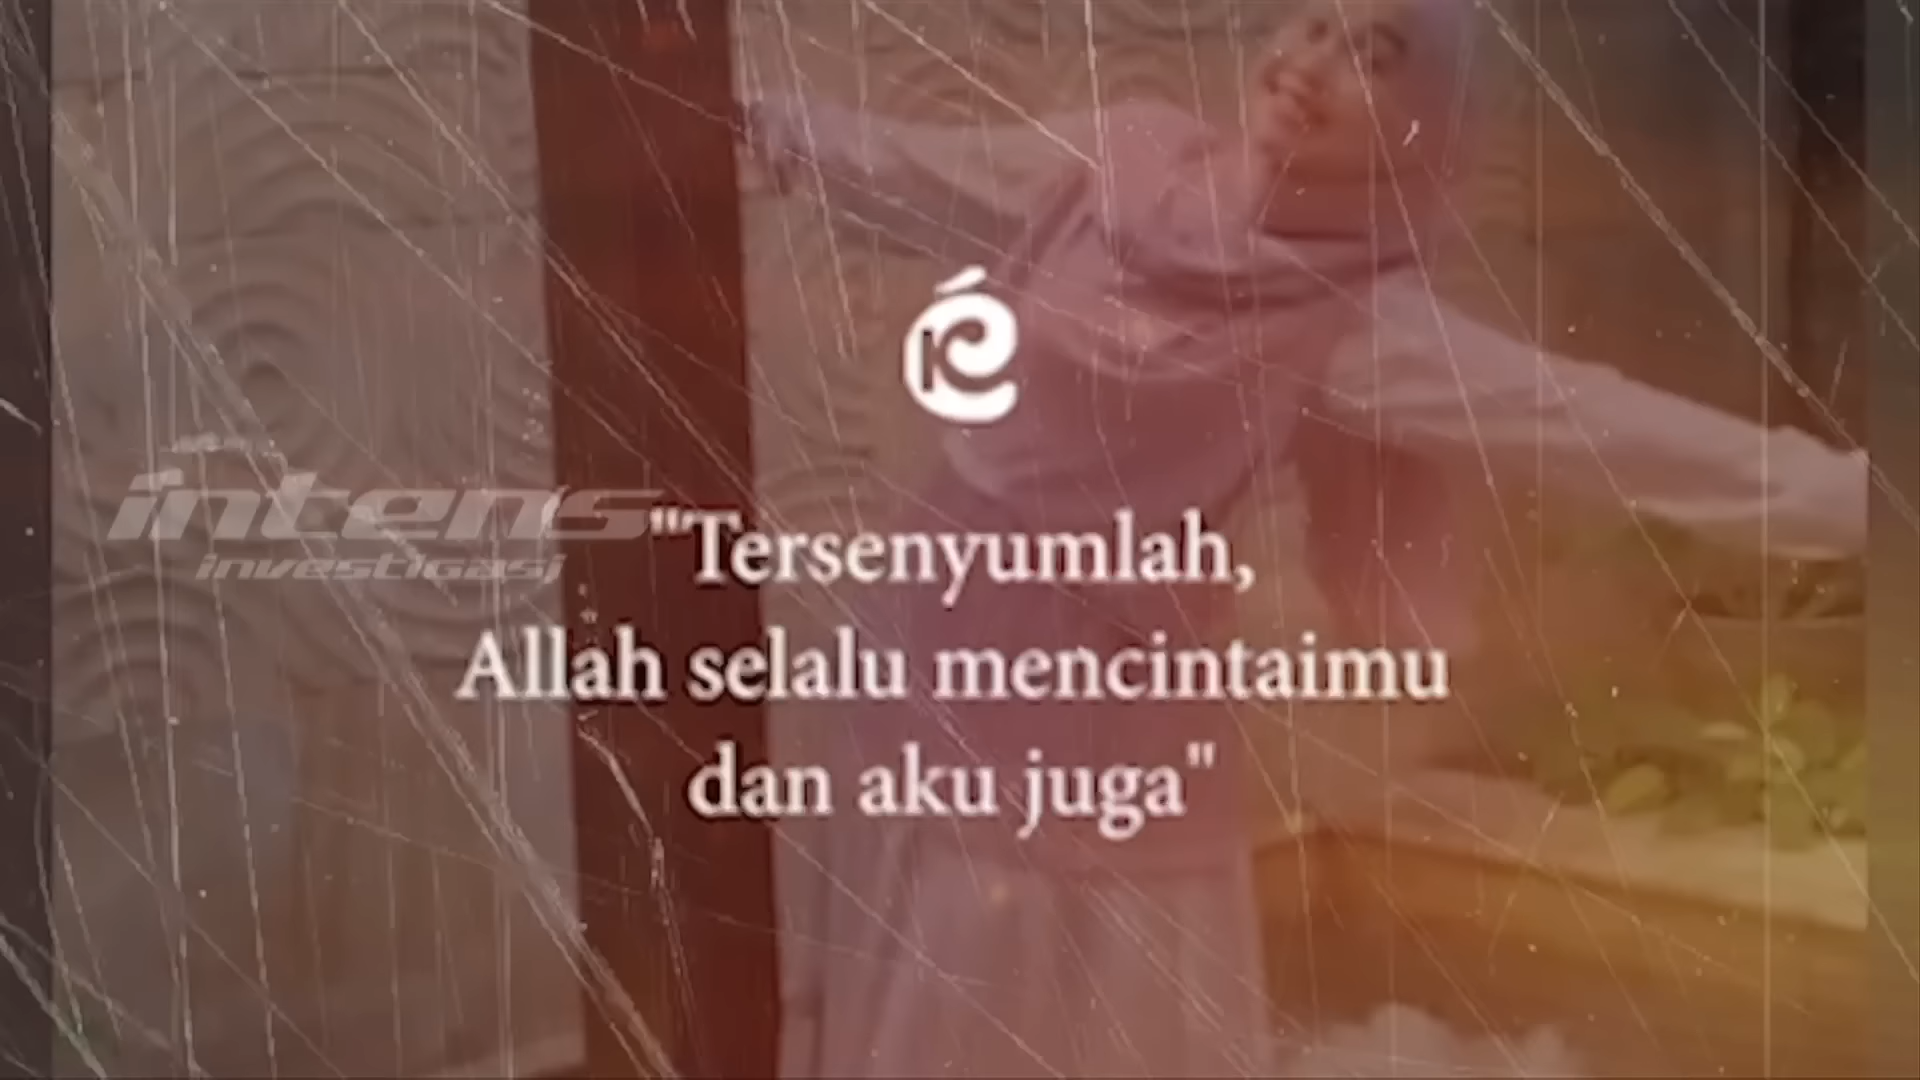 intens
investigasi
"Tersenyumlah,
Allah selalu mencintaimu
dan aku juga"